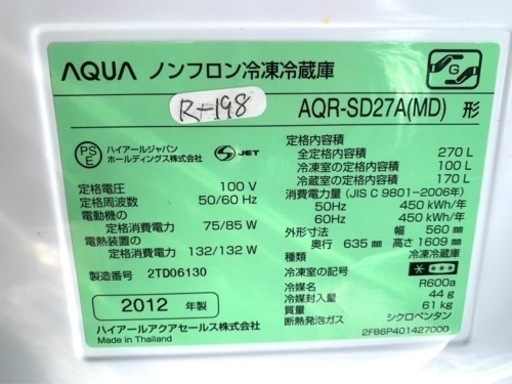 AQUA ノンフロン冷凍冷蔵庫
R-198
G
AQR-SD27A(MD) 形
PS E ハイアールジャパン
ホールディングス株式会社
S JET
定格電圧 100 V
定格周波数 50/60 Hz
電動機の
定格消費電力 75/85 W
電熱装置の
定格消費電力 132/132 W
製造番号 2TD06130
2012 年製
ハイアールアクアセールス株式会社
Made in Thailand
定格内容積
全定格内容積 270 L
冷凍室の定格内容積 100 L
冷蔵室の定格内容積 170 L
消費電力量 (JIS C 9801-2006年)
50Hz 450 kWh/年
60Hz 450 kWh/年
外形寸法 幅 560 mm
奥行 635 mm 高さ 1609 mm
種類 冷凍冷蔵庫
冷凍室の記号
冷媒名 R600a
冷媒封入量 44 g
質量 61 kg
断熱発泡ガス シクロペンタン
2FB6P401427000